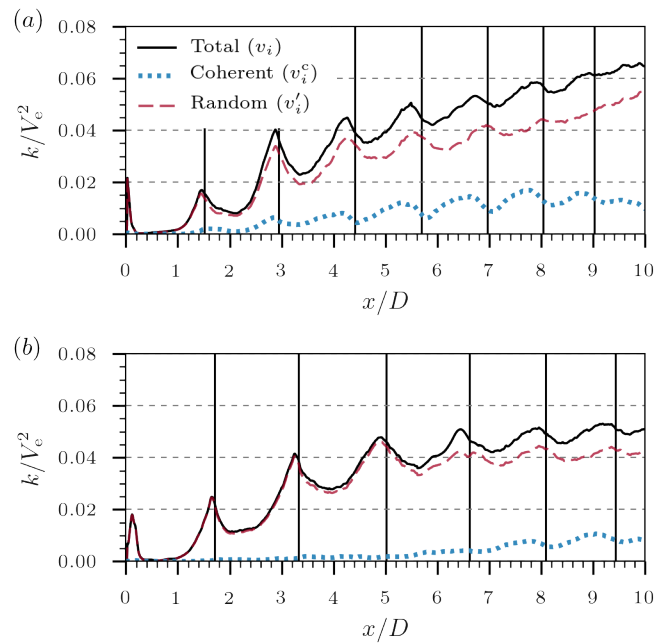 (a)
0.08
0.06
0.04
0.02
0.00
k/V_e^2
Total (v_i)
Coherent (v_i^c)
Random (v_i′)
0 1 2 3 4 5 6 7 8 9 10
x/D
(b)
0.08
0.06
0.04
0.02
0.00
k/V_e^2
0 1 2 3 4 5 6 7 8 9 10
x/D